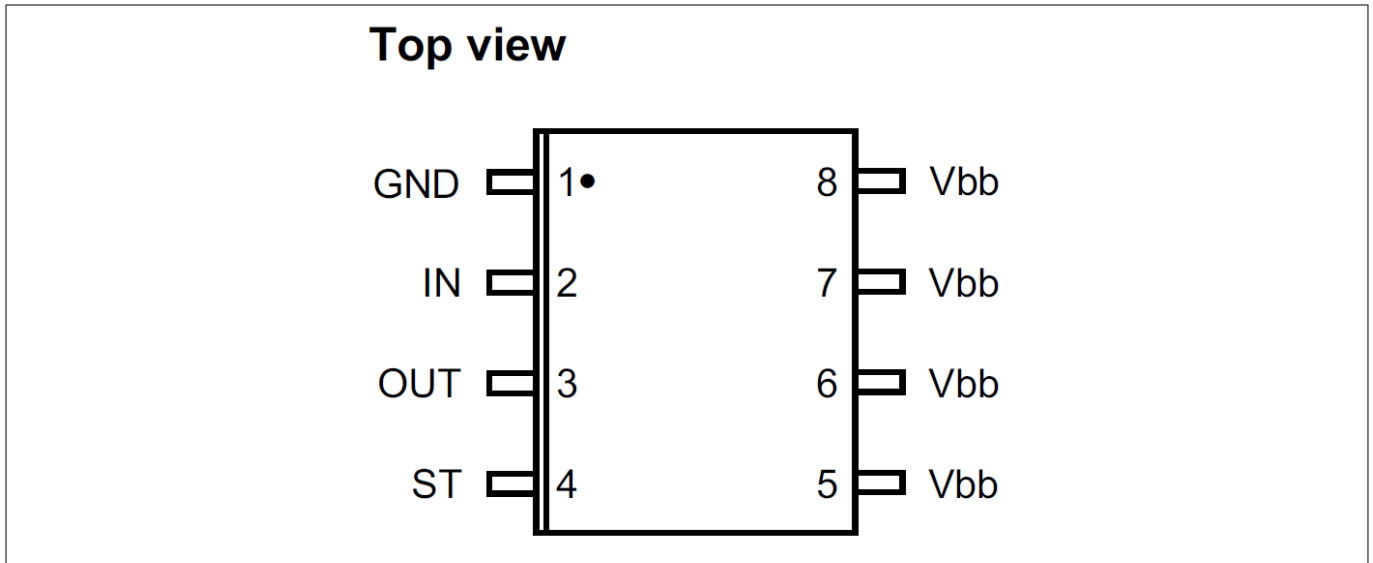 Top view
GND 1 8 Vbb
IN 2 7 Vbb
OUT 3 6 Vbb
ST 4 5 Vbb